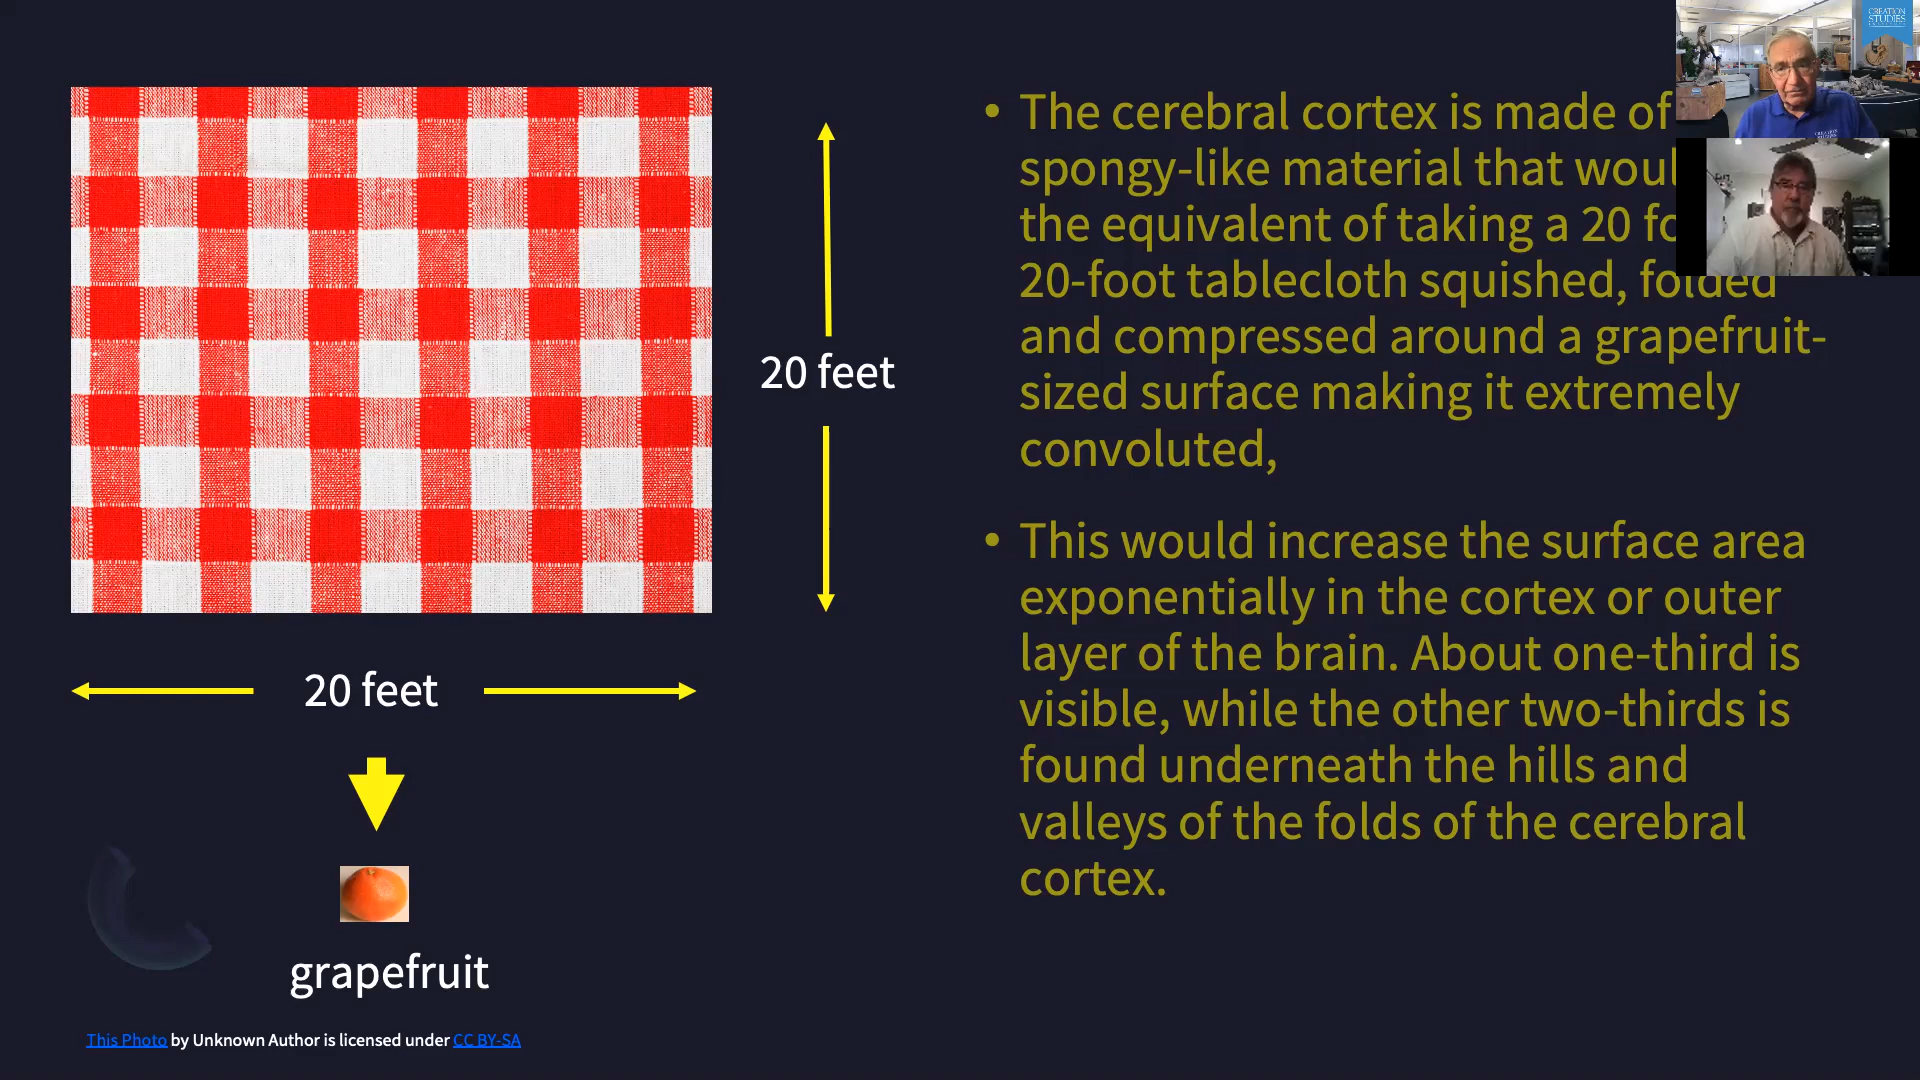 CREATION
STUDIES
• The cerebral cortex is made of
spongy-like material that woul
the equivalent of taking a 20 fo
20-foot tablecloth squished, folded
and compressed around a grapefruit-
sized surface making it extremely
convoluted,
• This would increase the surface area
exponentially in the cortex or outer
layer of the brain. About one-third is
visible, while the other two-thirds is
found underneath the hills and
valleys of the folds of the cerebral
cortex.
20 feet
20 feet
grapefruit
This Photo by Unknown Author is licensed under CC BY-SA